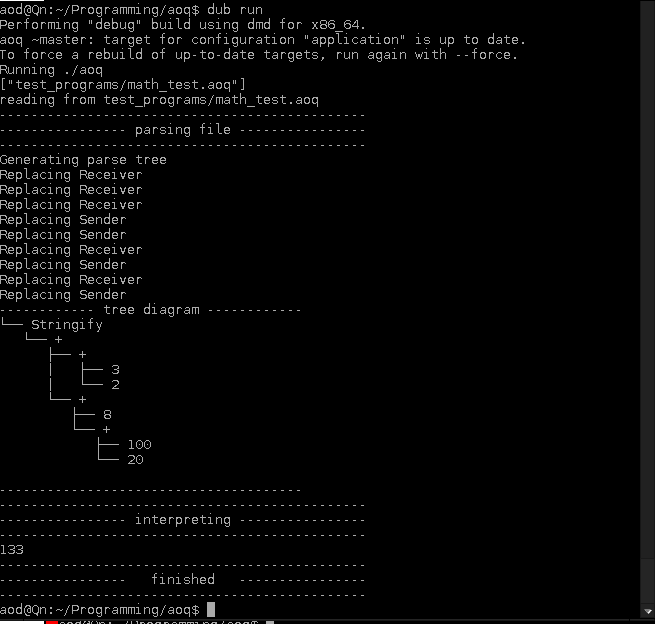 aod@Qn:~/Programming/aoq$ dub run
Performing "debug" build using dmd for x86_64.
aoq ~master: target for configuration "application" is up to date.
To force a rebuild of up-to-date targets, run again with --force.
Running ./aoq
["test_programs/math_test.aoq"]
reading from test_programs/math_test.aoq
-----------------------------------------------
---------------- parsing file ----------------
-----------------------------------------------
Generating parse tree
Replacing Receiver
Replacing Receiver
Replacing Receiver
Replacing Sender
Replacing Sender
Replacing Receiver
Replacing Sender
Replacing Receiver
Replacing Sender
------------ tree diagram ------------
└── Stringify
   └── +
      ├── +
      │   ├── 3
      │   └── 2
      └── +
         ├── 8
         └── +
            ├── 100
            └── 20
---------------------------------------
-----------------------------------------------
---------------- interpreting ----------------
-----------------------------------------------
133
-----------------------------------------------
----------------   finished   ----------------
-----------------------------------------------
aod@Qn:~/Programming/aoq$